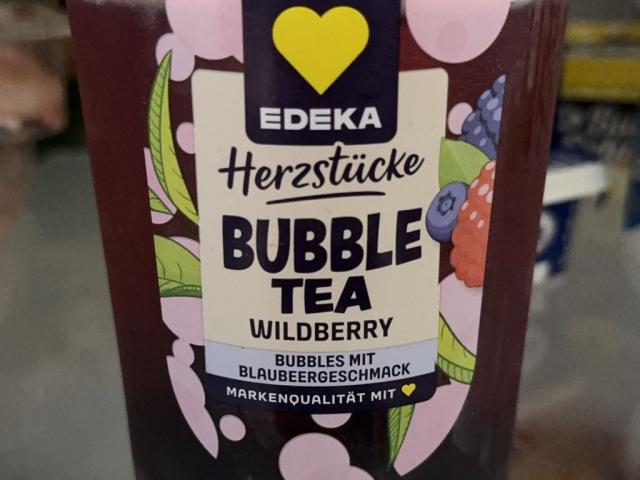 EDEKA
Herzstücke
BUBBLE
TEA
WILDBERRY
BUBBLES MIT
BLAUBEERGESCHMACK
MARKENQUALITÄT MIT